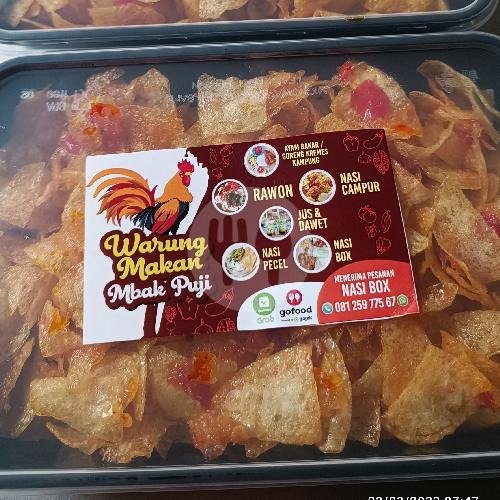 Warung
Makan
Mbak Puji
AYAM BAKAR /
GORENG KREMES
KAMPUNG
RAWON
NASI
CAMPUR
JUS &
DAWET
NASI
PECEL
NASI
BOX
MENERIMA PESANAN
NASI BOX
081 259 775 67
Grab
gofood